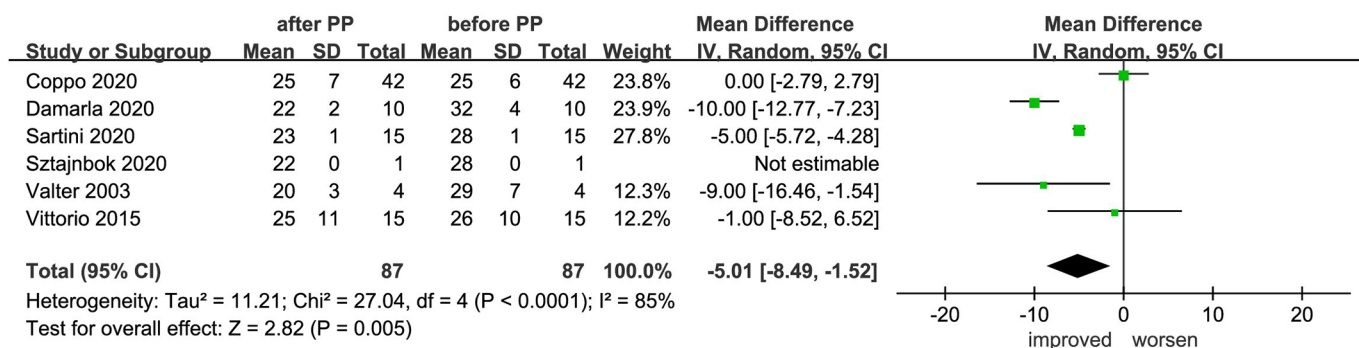 after PP before PP Mean Difference Mean Difference
Study or Subgroup Mean SD Total Mean SD Total Weight IV, Random, 95% CI IV, Random, 95% CI
Coppo 2020 25 7 42 25 6 42 23.8% 0.00 [-2.79, 2.79]
Damarla 2020 22 2 10 32 4 10 23.9% -10.00 [-12.77, -7.23]
Sartini 2020 23 1 15 28 1 15 27.8% -5.00 [-5.72, -4.28]
Sztajnbok 2020 22 0 1 28 0 1 Not estimable
Valter 2003 20 3 4 29 7 4 12.3% -9.00 [-16.46, -1.54]
Vittorio 2015 25 11 15 26 10 15 12.2% -1.00 [-8.52, 6.52]
Total (95% CI) 87 87 100.0% -5.01 [-8.49, -1.52]
Heterogeneity: Tau² = 11.21; Chi² = 27.04, df = 4 (P < 0.0001); I² = 85%
Test for overall effect: Z = 2.82 (P = 0.005)
-20 -10 0 10 20
improved worsen